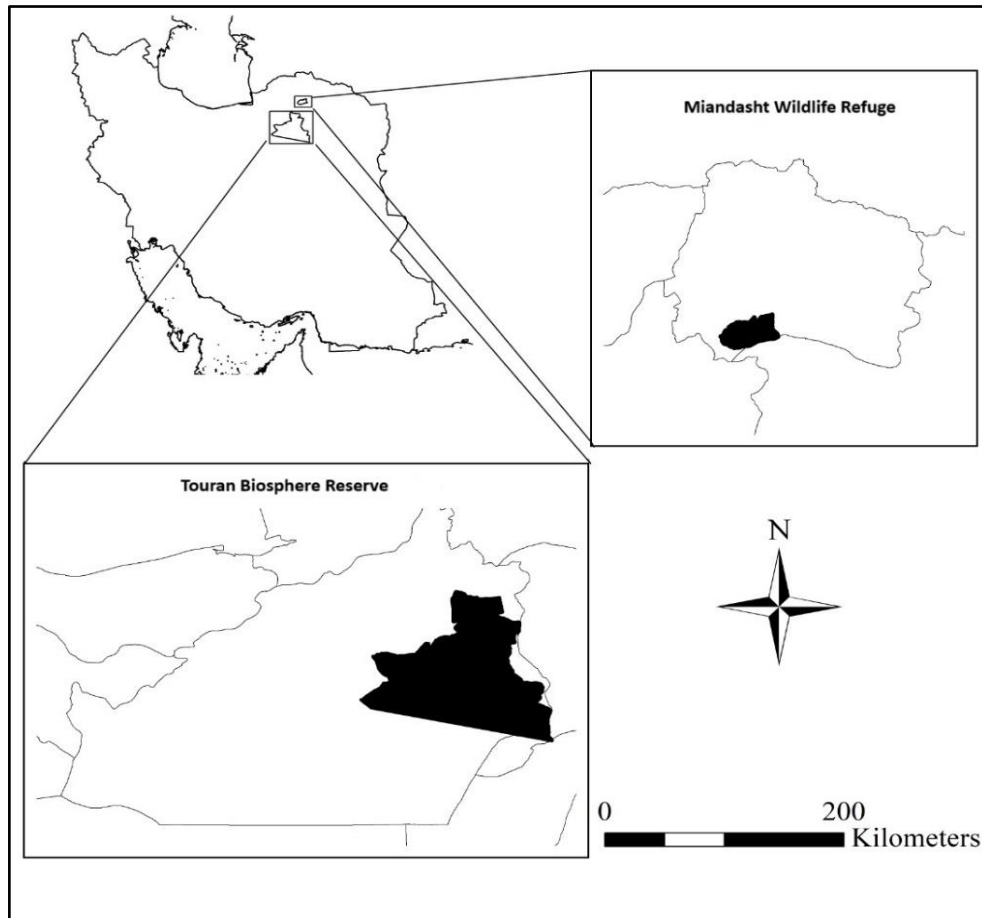 Miandasht Wildlife Refuge
Touran Biosphere Reserve
N
0 200
Kilometers